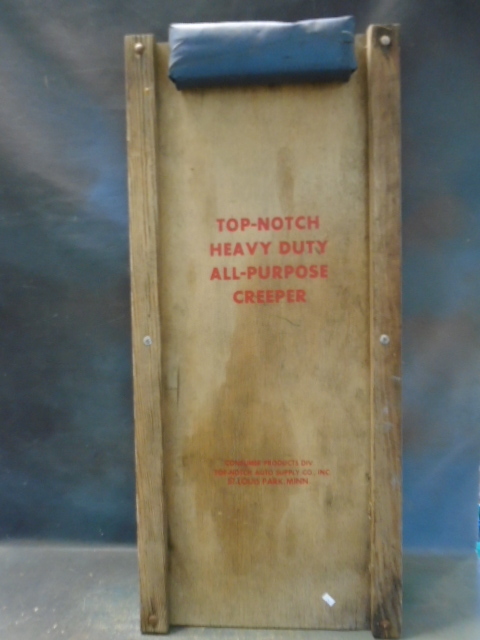 TOP-NOTCH
HEAVY DUTY
ALL-PURPOSE
CREEPER
CONSUMER PRODUCTS DIV.
AUTO SUPPLY CO., INC.
ST. LOUIS PARK, MINN.